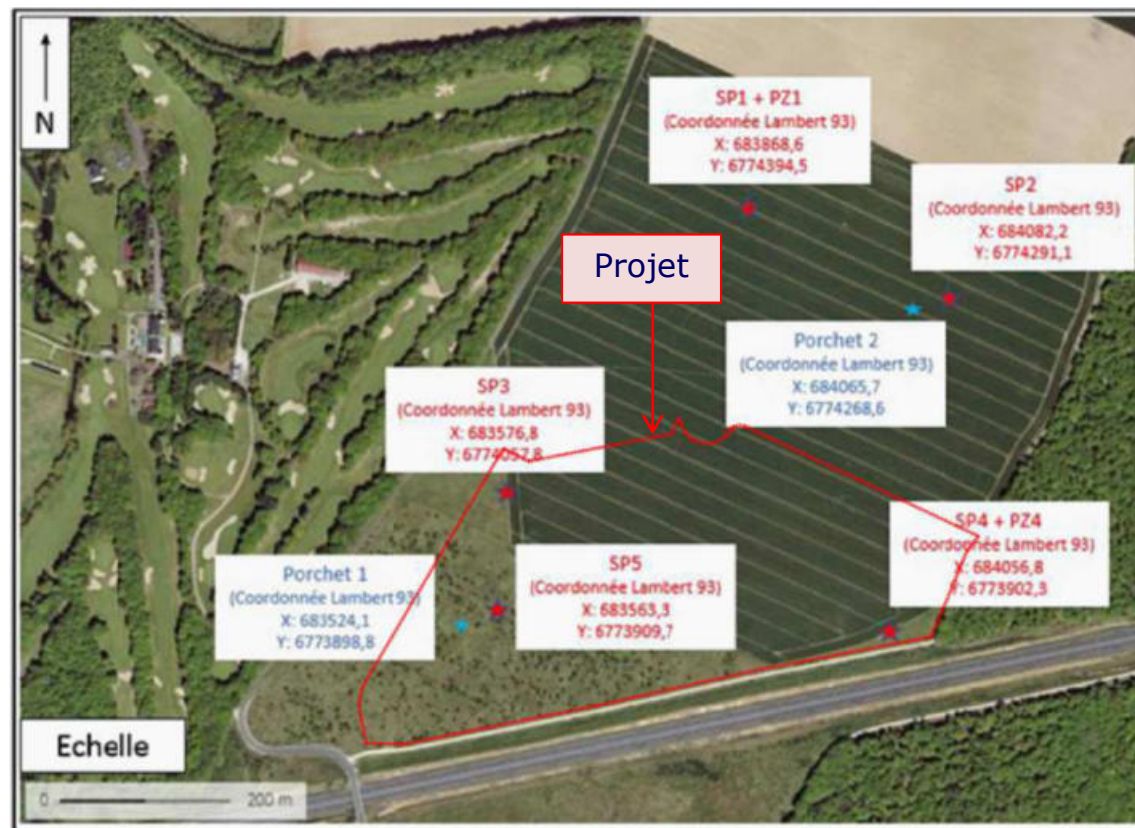 N
SP1 + PZ1
(Coordonnée Lambert 93)
X: 683868,6
Y: 6774394,5
SP2
(Coordonnée Lambert 93)
X: 684082,2
Y: 6774291,1
Projet
Porchet 2
(Coordonnée Lambert 93)
X: 684065,7
Y: 6774268,6
SP3
(Coordonnée Lambert 93)
X: 683576,8
Y: 6774057,8
SP4 + PZ4
(Coordonnée Lambert 93)
X: 684056,8
Y: 6773902,3
SP5
(Coordonnée Lambert 93)
X: 683563,3
Y: 6773909,7
Porchet 1
(Coordonnée Lambert 93)
X: 683524,1
Y: 6773898,8
Echelle
0 200 m